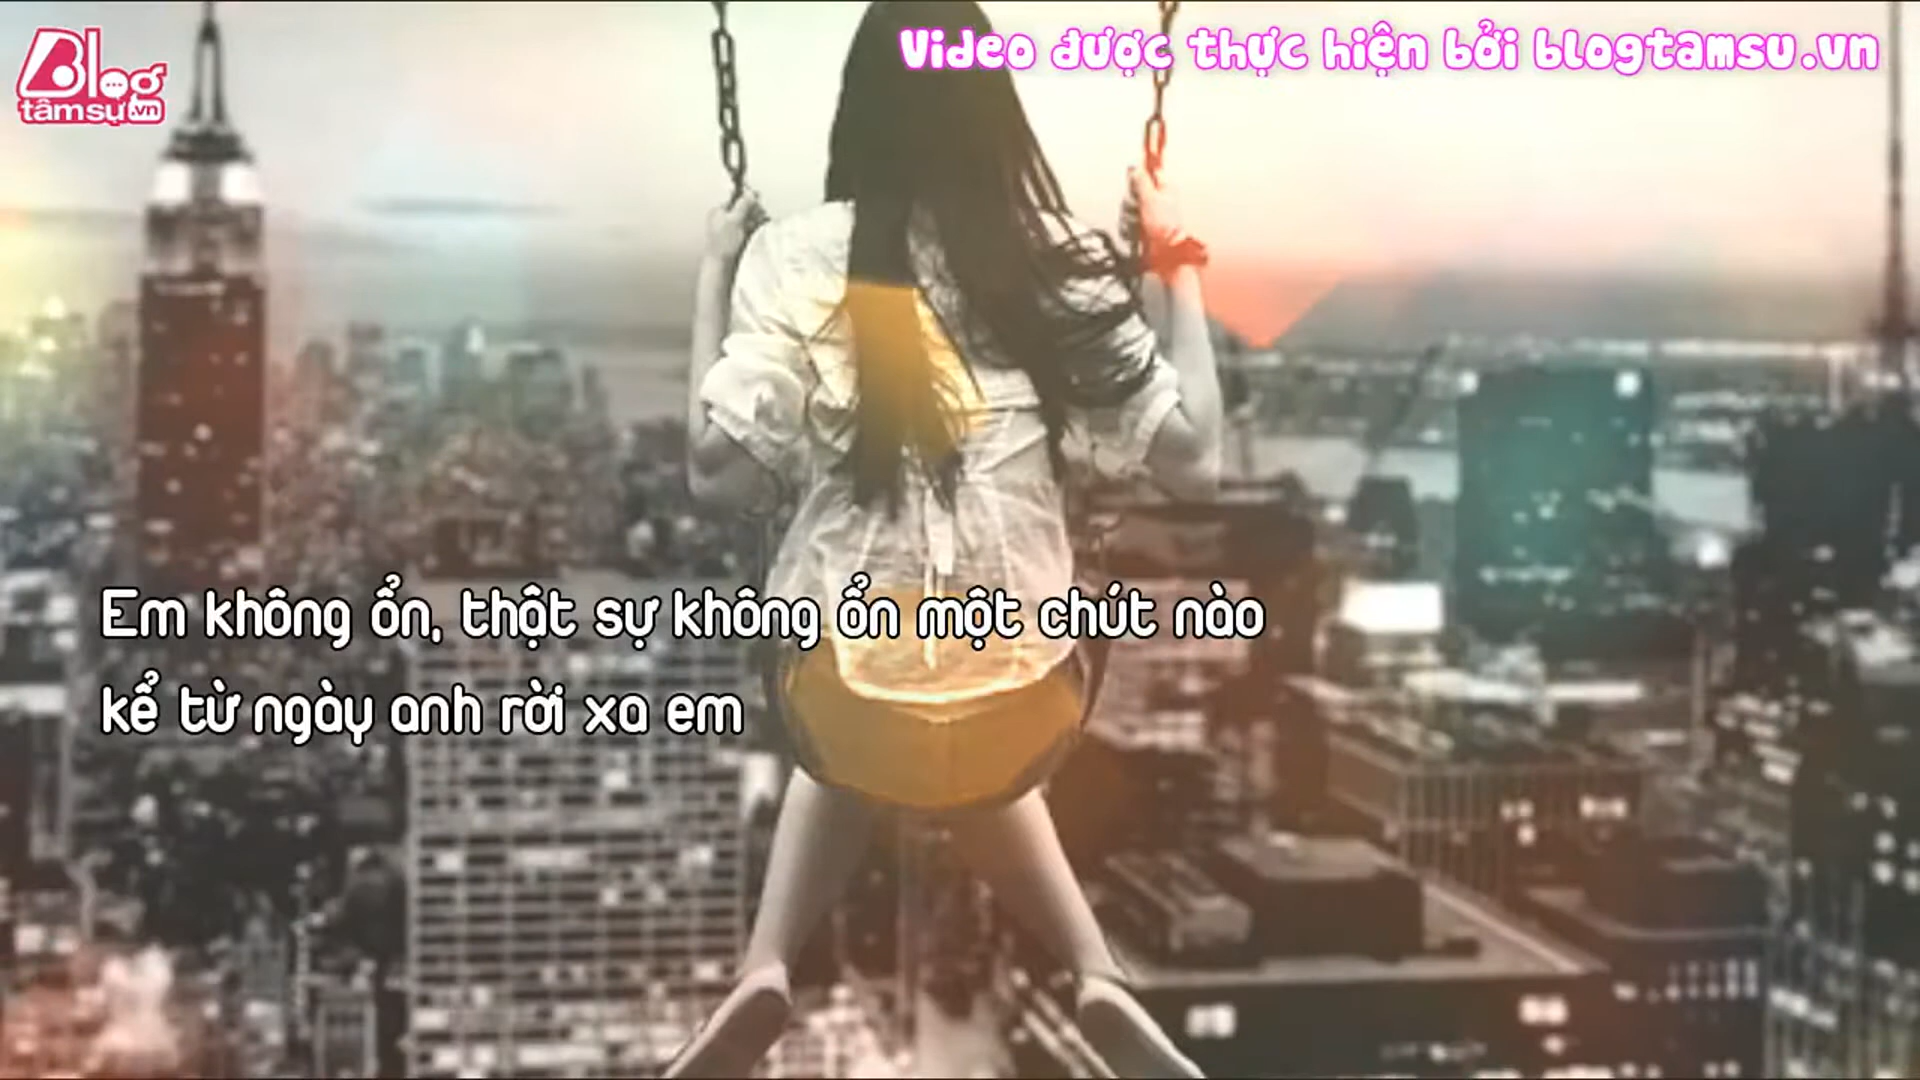 Blog
tâmsự.vn
Video được thực hiện bởi blogtamsu.vn
Em không ổn, thật sự không ổn một chút nào
kể từ ngày anh rời xa em